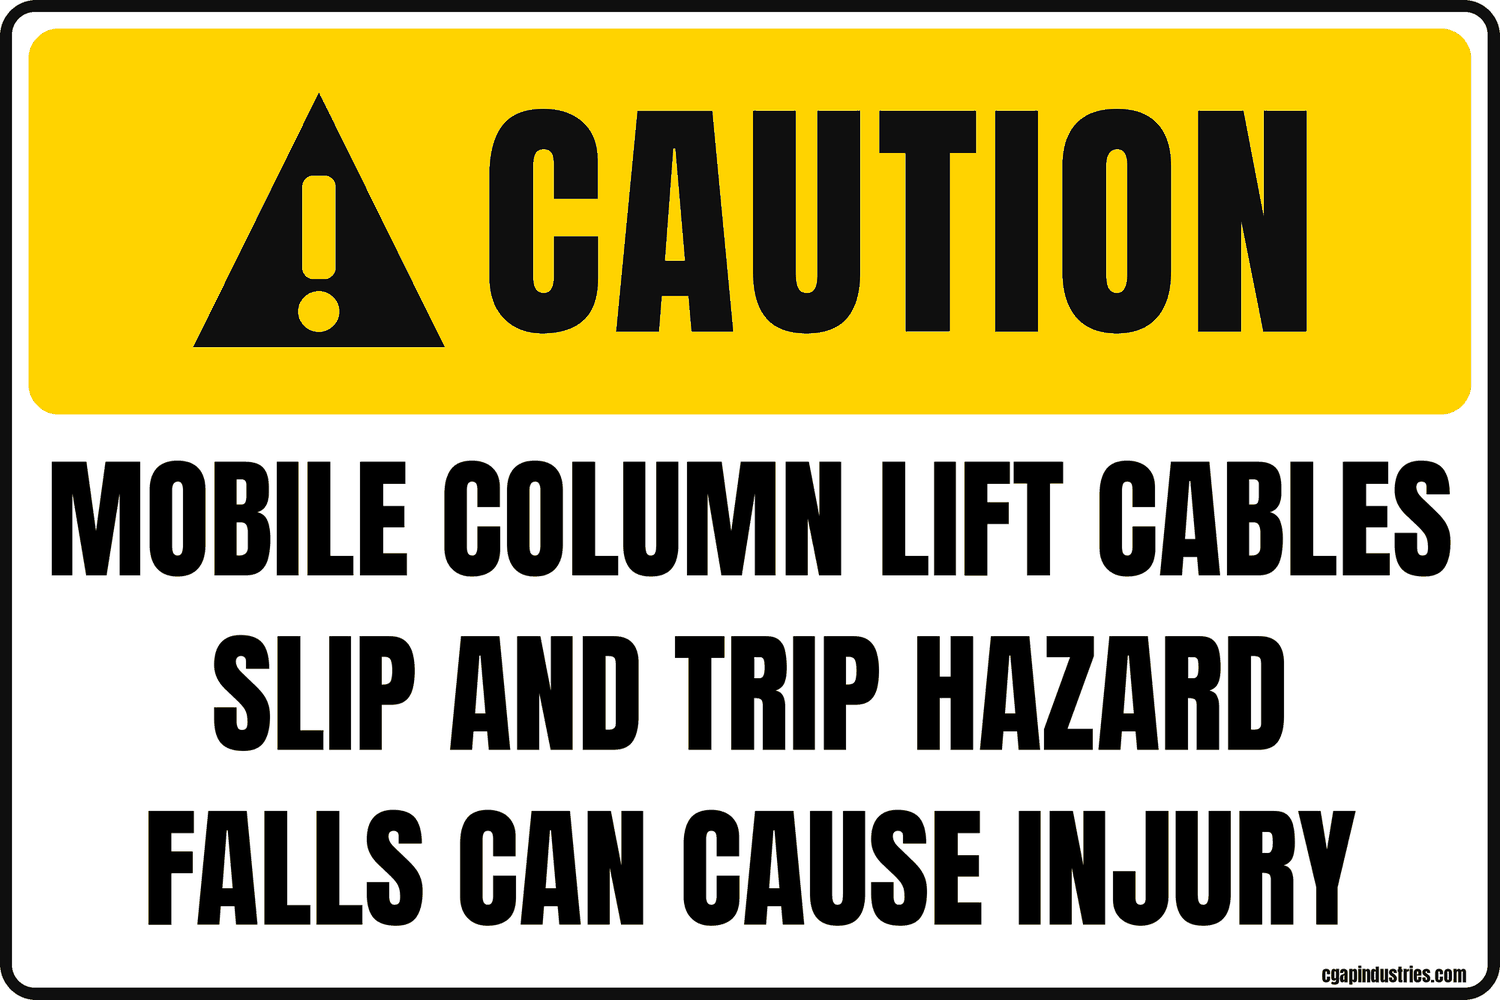 CAUTION
MOBILE COLUMN LIFT CABLES
SLIP AND TRIP HAZARD
FALLS CAN CAUSE INJURY
cgapindustries.com